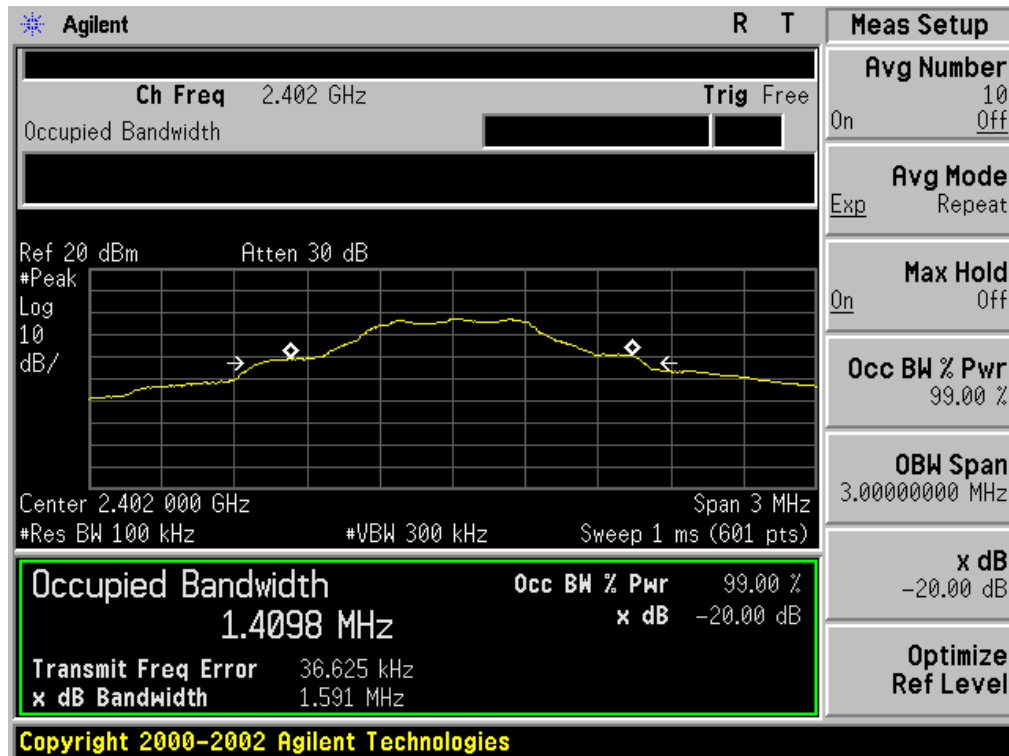 Agilent R T
Ch Freq 2.402 GHz Trig Free
Occupied Bandwidth
Ref 20 dBm Atten 30 dB
#Peak
Log
10
dB/
Center 2.402 000 GHz Span 3 MHz
#Res BW 100 kHz #VBW 300 kHz Sweep 1 ms (601 pts)
Occupied Bandwidth Occ BW % Pwr 99.00 %
1.4098 MHz x dB -20.00 dB
Transmit Freq Error 36.625 kHz
x dB Bandwidth 1.591 MHz
Copyright 2000-2002 Agilent Technologies
Meas Setup
Avg Number
10
On Off
Avg Mode
Exp Repeat
Max Hold
On Off
Occ BW % Pwr
99.00 %
OBW Span
3.00000000 MHz
x dB
-20.00 dB
Optimize
Ref Level